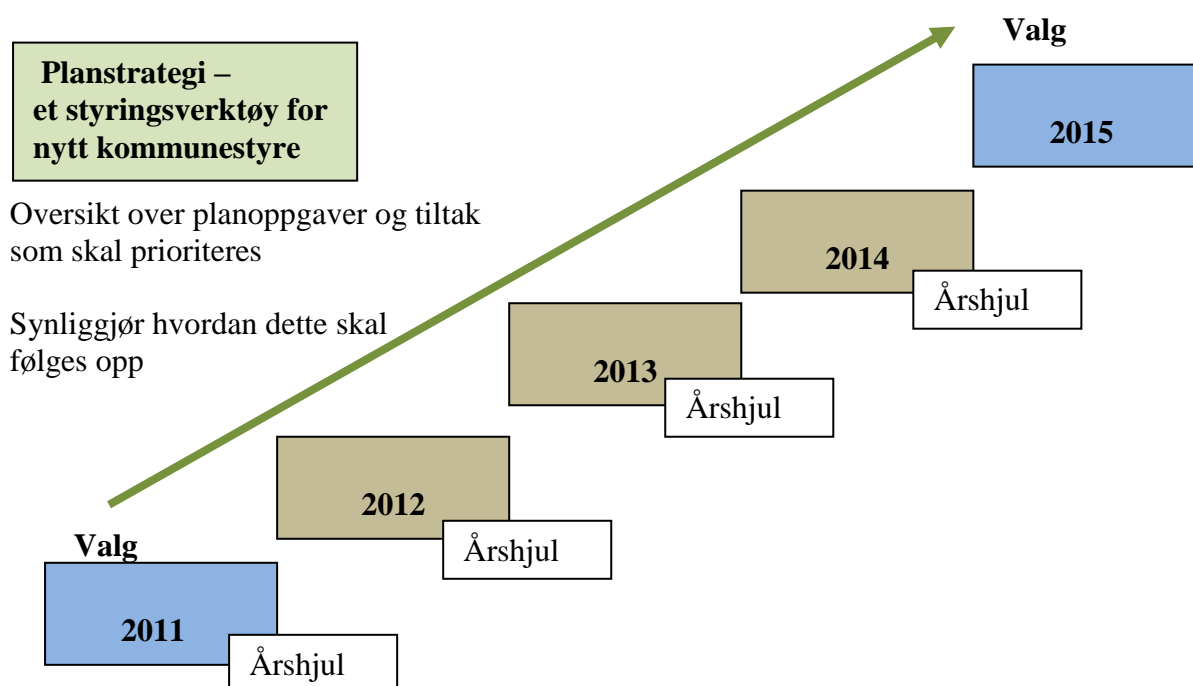 Planstrategi –
et styringsverktøy for
nytt kommunestyre
Oversikt over planoppgaver og tiltak
som skal prioriteres
Synliggjør hvordan dette skal
følges opp
Valg
2015
2014
Årshjul
2013
Årshjul
2012
Årshjul
Valg
2011
Årshjul